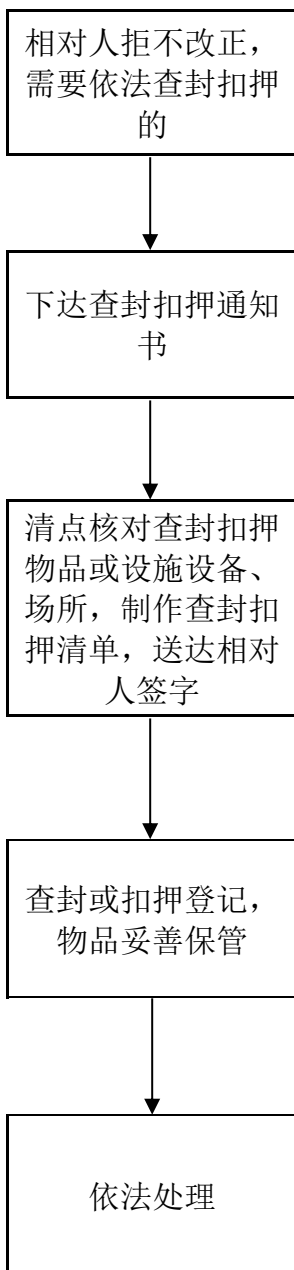 相对人拒不改正，
需要依法查封扣押
的
下达查封扣押通知
书
清点核对查封扣押
物品或设施设备、
场所，制作查封扣
押清单，送达相对
人签字
查封或扣押登记，
物品妥善保管
依法处理